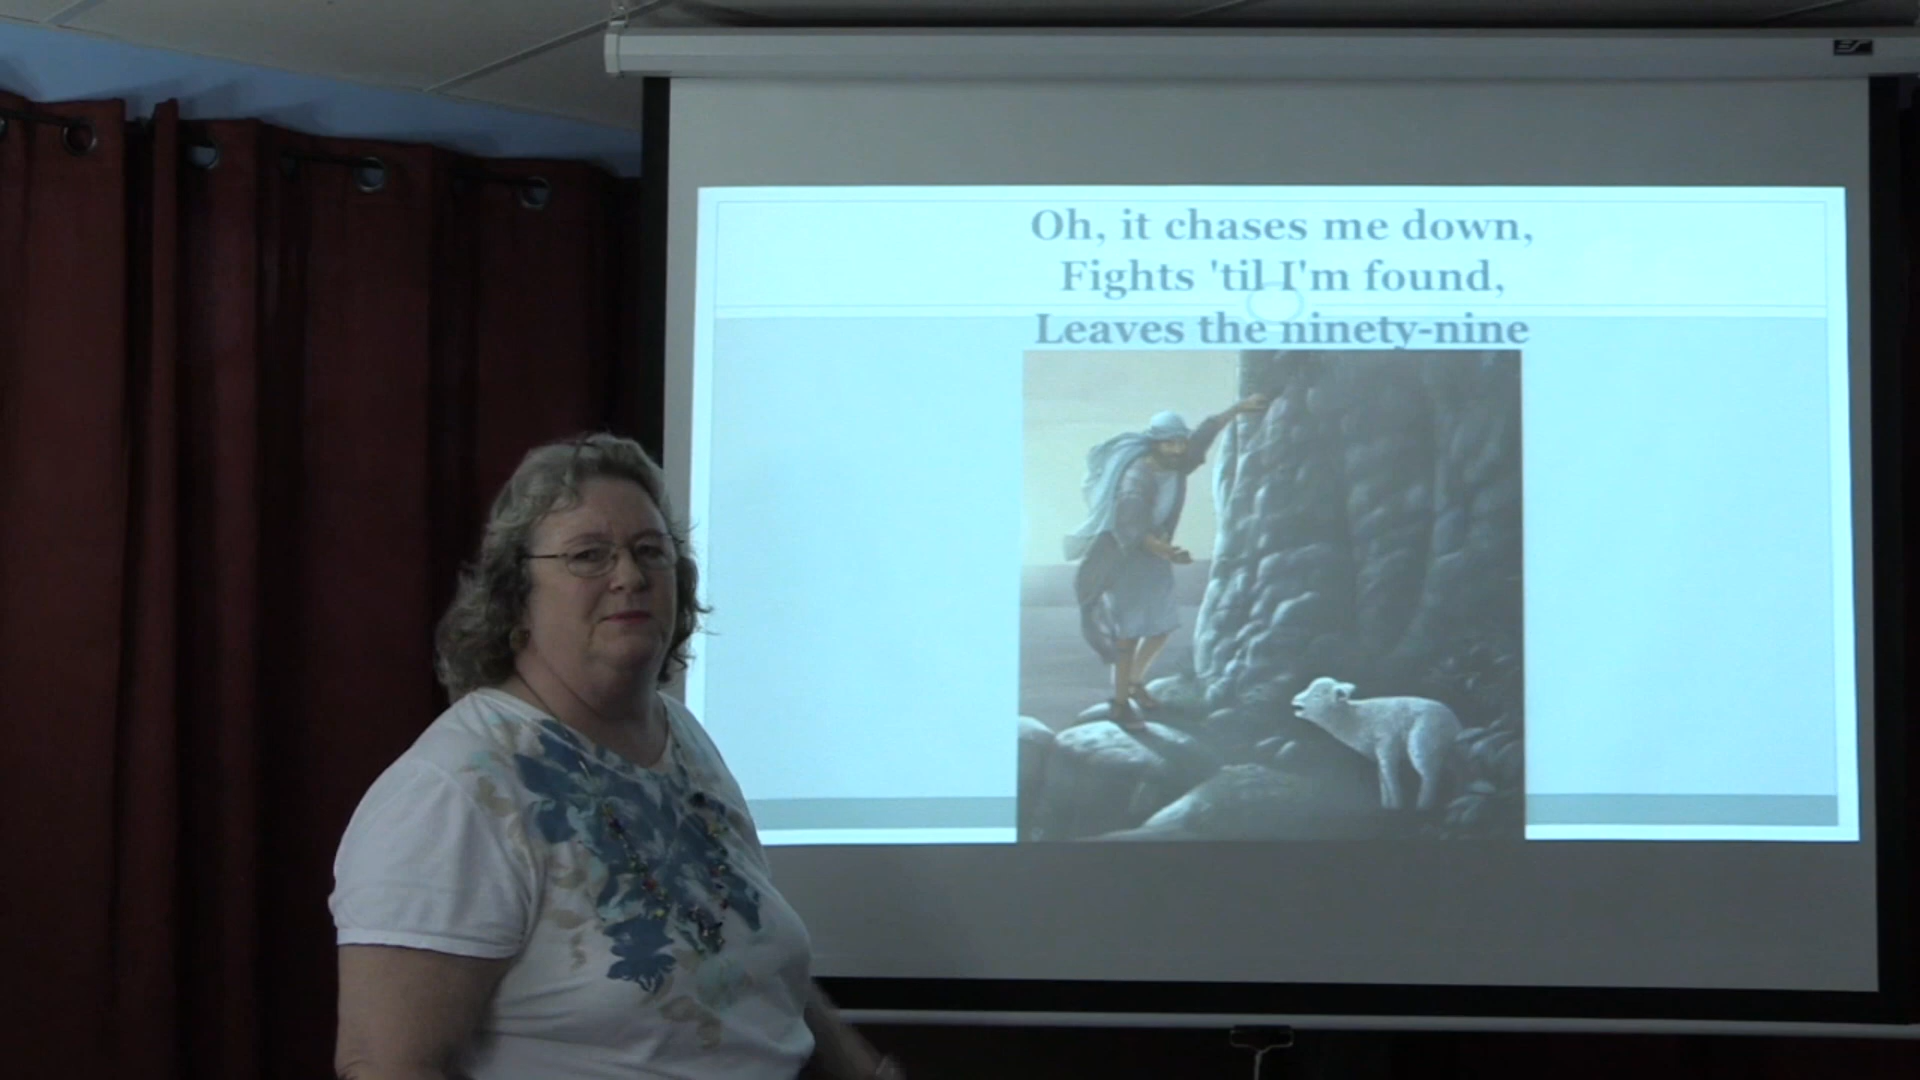 Oh, it chases me down,
Fights 'til I'm found,
Leaves the ninety-nine